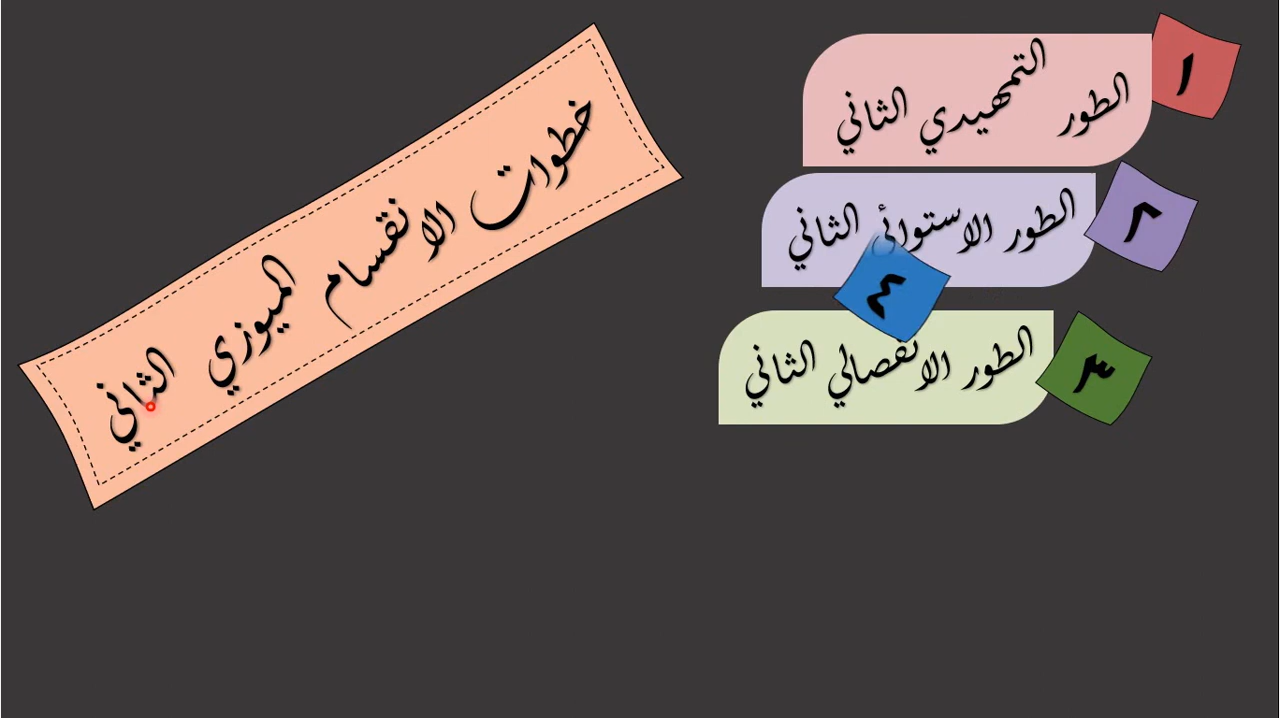 خطوات الانقسام الميوزي الثاني
١
الطور التمهيدي الثاني
٢
الطور الاستوائي الثاني
٤
٣
الطور الانفصالي الثاني